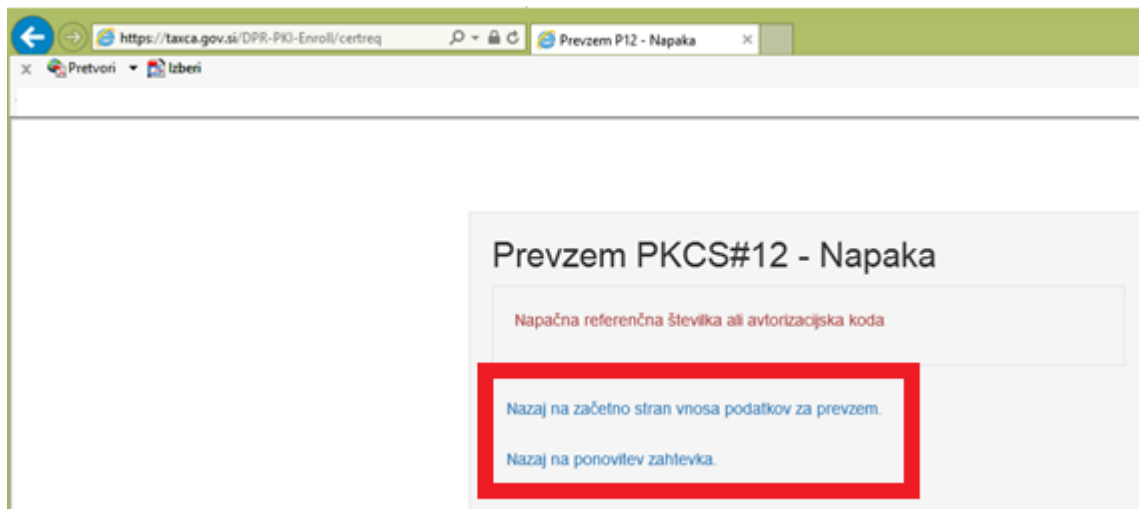 https://taxca.gov.si/DPR-PKI-Enroll/certreq
Prevzem P12 - Napaka
x Pretvori Izberi
Prevzem PKCS#12 - Napaka
Napačna referenčna številka ali avtorizacijska koda
Nazaj na začetno stran vnosa podatkov za prevzem.
Nazaj na ponovitev zahtevka.